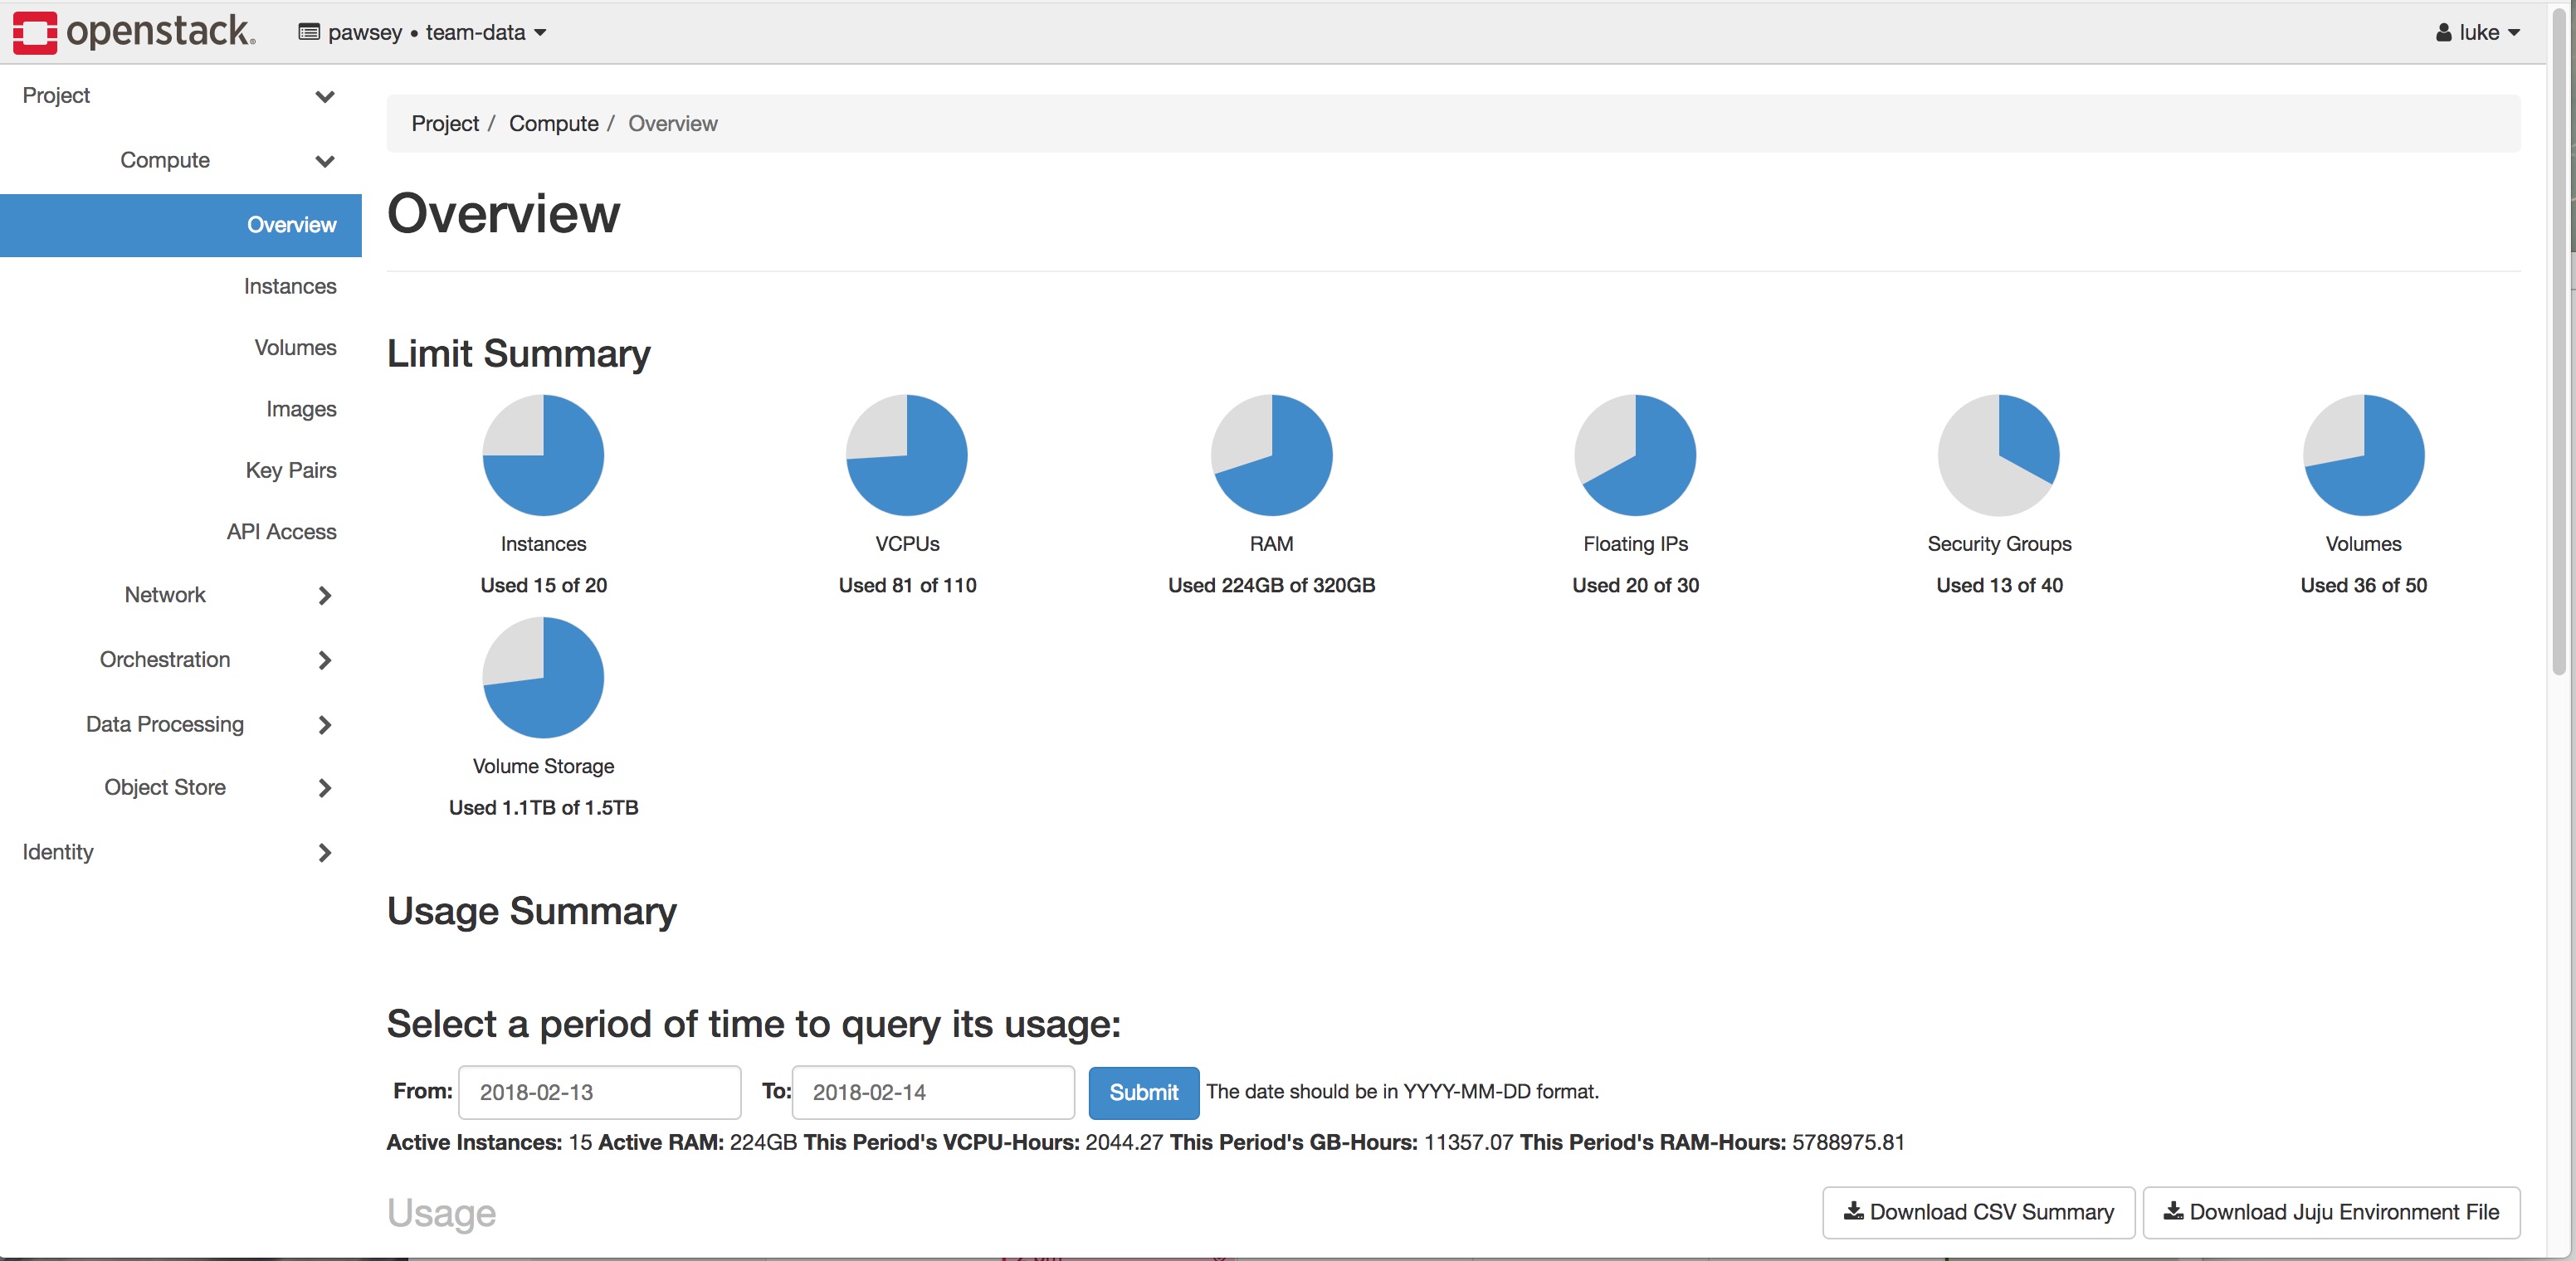 openstack.
pawsey • team-data
luke
Project
Compute
Overview
Instances
Volumes
Images
Key Pairs
API Access
Network
Orchestration
Data Processing
Object Store
Identity
Project / Compute / Overview
Overview
Limit Summary
Instances
Used 15 of 20
VCPUs
Used 81 of 110
RAM
Used 224GB of 320GB
Floating IPs
Used 20 of 30
Security Groups
Used 13 of 40
Volumes
Used 36 of 50
Volume Storage
Used 1.1TB of 1.5TB
Usage Summary
Select a period of time to query its usage:
From: 2018-02-13 To: 2018-02-14 Submit The date should be in YYYY-MM-DD format.
Active Instances: 15 Active RAM: 224GB This Period's VCPU-Hours: 2044.27 This Period's GB-Hours: 11357.07 This Period's RAM-Hours: 5788975.81
Usage
Download CSV Summary
Download Juju Environment File